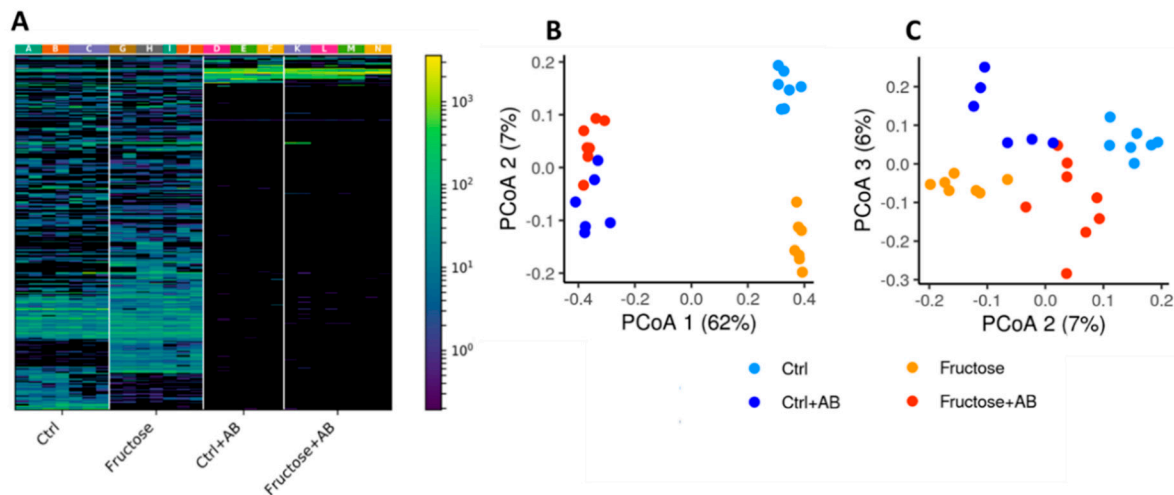 A
A B C G H I J D E F K L M N
10³
10²
10¹
10⁰
Ctrl
Fructose
Ctrl+AB
Fructose+AB
B
PCoA 2 (7%)
0.2
0.1
0.0
-0.1
-0.2
-0.4 -0.2 0.0 0.2 0.4
PCoA 1 (62%)
C
PCoA 3 (6%)
0.2
0.1
0.0
-0.1
-0.2
-0.3
-0.2 -0.1 0.0 0.1 0.2
PCoA 2 (7%)
Ctrl
Fructose
Ctrl+AB
Fructose+AB